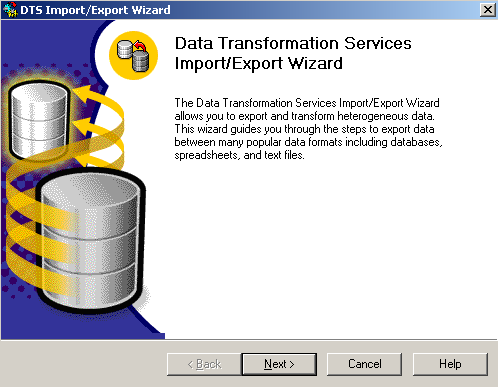 DTS Import/Export Wizard
Data Transformation Services
Import/Export Wizard
The Data Transformation Services Import/Export Wizard
allows you to export and transform heterogeneous data.
This wizard guides you through the steps to export data
between many popular data formats including databases,
spreadsheets, and text files.
< Back
Next >
Cancel
Help